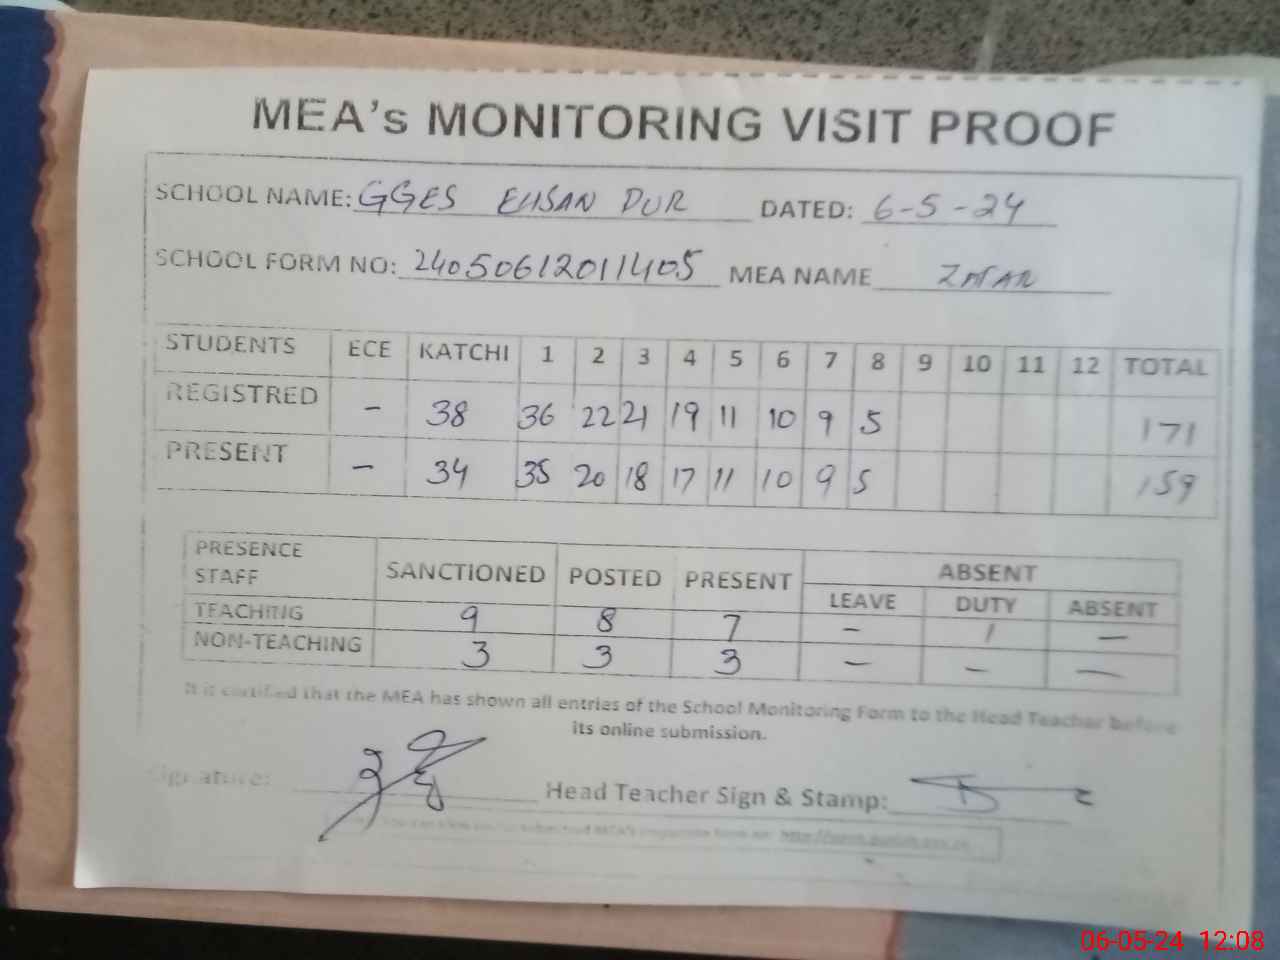 MEA's MONITORING VISIT PROOF
SCHOOL NAME: GGES EHSAN PUR DATED: 6-5-24
SCHOOL FORM NO: 24050612011405 MEA NAME
STUDENTS ECE KATCHI 1 2 3 4 5 6 7 8 9 10 11 12 TOTAL
REGISTRED - 38 36 22 21 19 11 10 9 5 171
PRESENT - 34 35 20 18 17 11 10 9 5 159
PRESENCE STAFF SANCTIONED POSTED PRESENT ABSENT
LEAVE DUTY ABSENT
TEACHING 9 8 7 - 1 -
NON-TEACHING 3 3 3 - - -
It is certified that the MEA has shown all entries of the School Monitoring Form to the Head Teacher before
its online submission.
Signature: Head Teacher Sign & Stamp:
06-05-24 12:08